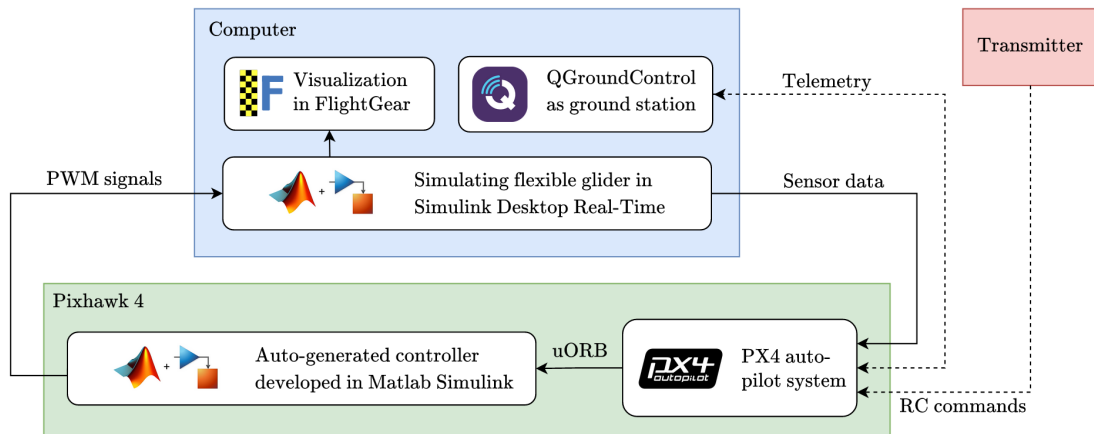 Computer
Transmitter
Visualization
in FlightGear
F
QGroundControl
as ground station
Q
Telemetry
PWM signals
+
Simulating flexible glider in
Simulink Desktop Real-Time
Sensor data
Pixhawk 4
+
Auto-generated controller
developed in Matlab Simulink
uORB
px4
autopilot
PX4 auto-
pilot system
RC commands